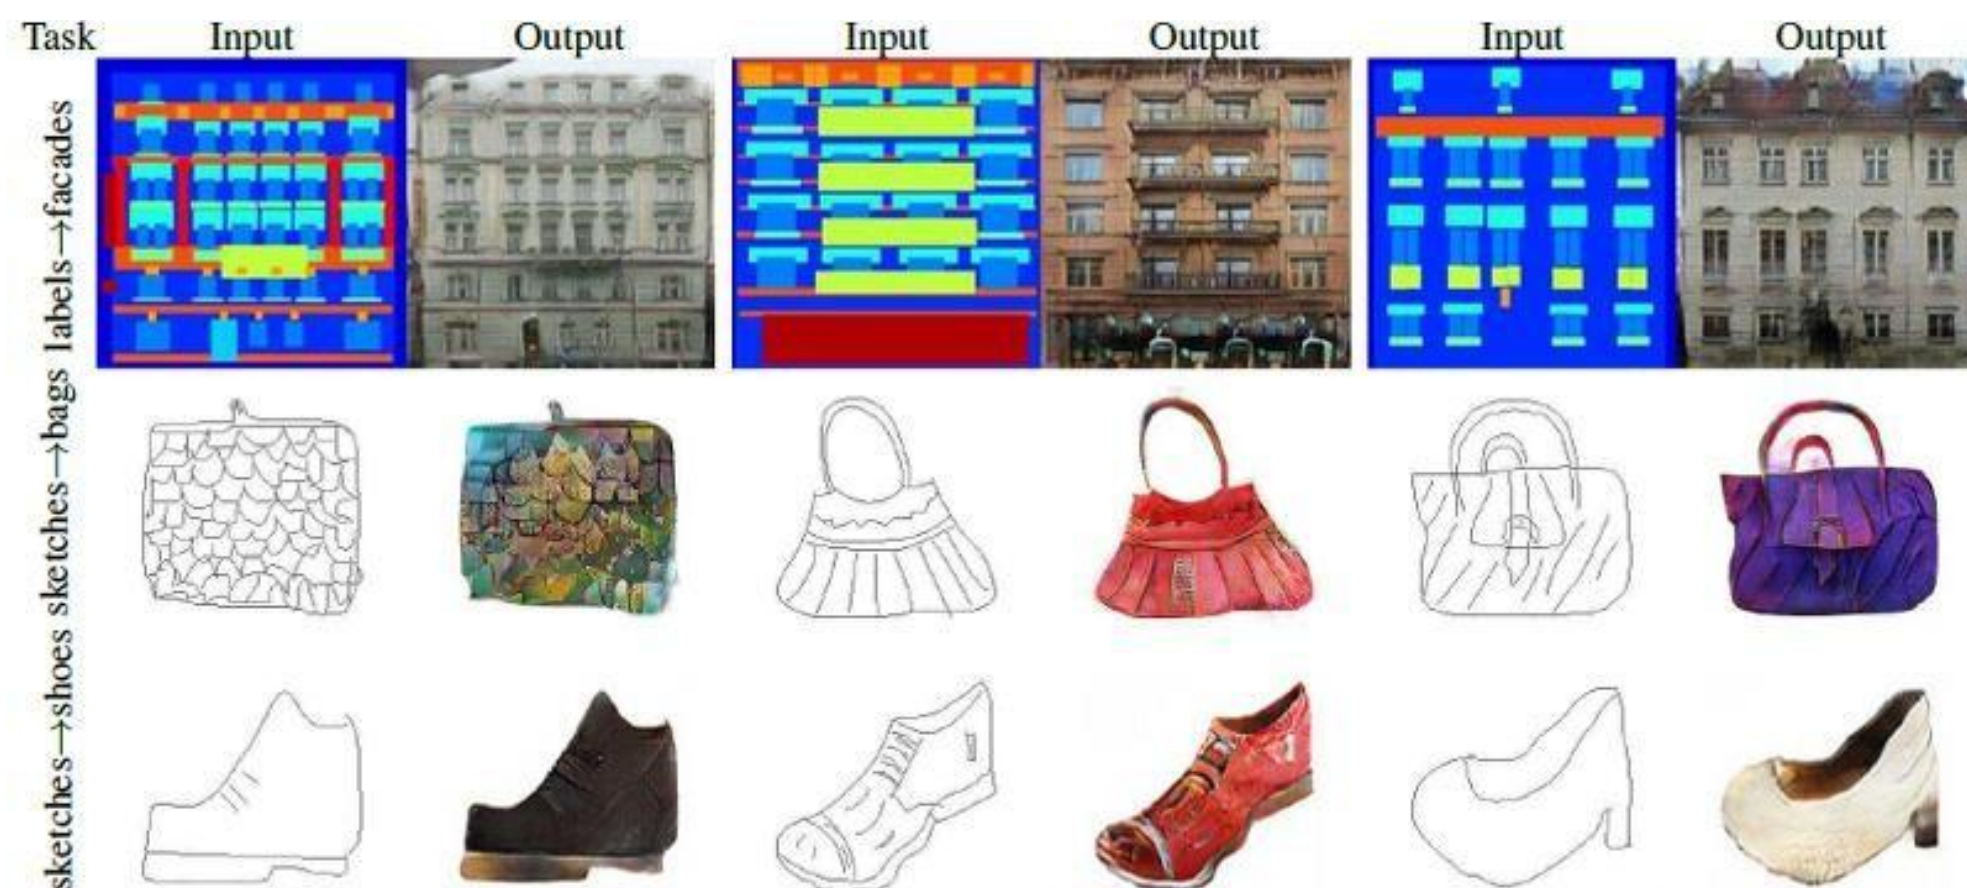 Task Input Output Input Output Input Output
labels→facades
sketches→bags
sketches→shoes